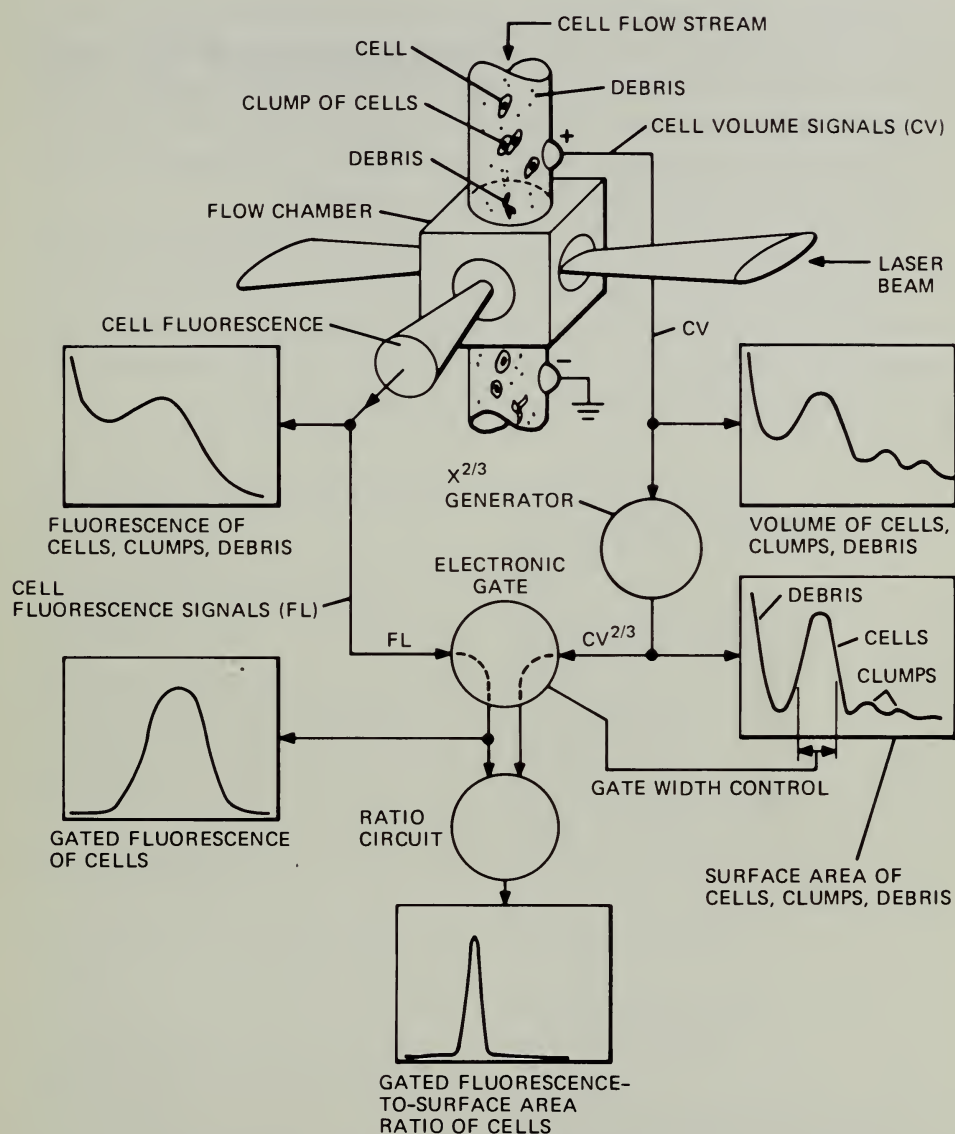 CELL FLOW STREAM
CELL
DEBRIS
CLUMP OF CELLS
+
CELL VOLUME SIGNALS (CV)
DEBRIS
FLOW CHAMBER
LASER
BEAM
CELL FLUORESCENCE
CV
−
X2/3
GENERATOR
FLUORESCENCE OF
CELLS, CLUMPS, DEBRIS
VOLUME OF CELLS,
CLUMPS, DEBRIS
CELL
FLUORESCENCE SIGNALS (FL)
ELECTRONIC
GATE
FL
CV2/3
DEBRIS
CELLS
CLUMPS
GATE WIDTH CONTROL
GATED FLUORESCENCE
OF CELLS
RATIO
CIRCUIT
SURFACE AREA OF
CELLS, CLUMPS, DEBRIS
GATED FLUORESCENCE-
TO-SURFACE AREA
RATIO OF CELLS